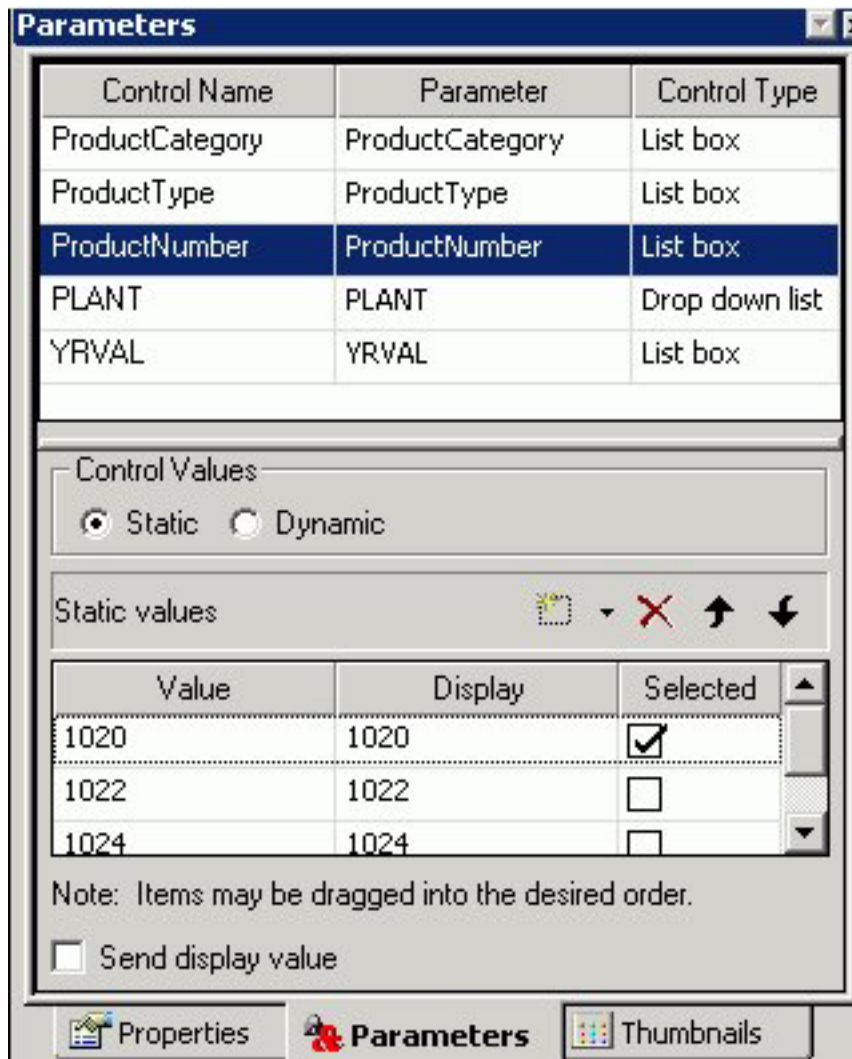 Parameters
Control Name Parameter Control Type
ProductCategory ProductCategory List box
ProductType ProductType List box
ProductNumber ProductNumber List box
PLANT PLANT Drop down list
YRVAL YRVAL List box
Control Values
Static Dynamic
Static values
Value Display Selected
1020 1020
1022 1022
1024 1024
Note: Items may be dragged into the desired order.
Send display value
Properties Parameters Thumbnails